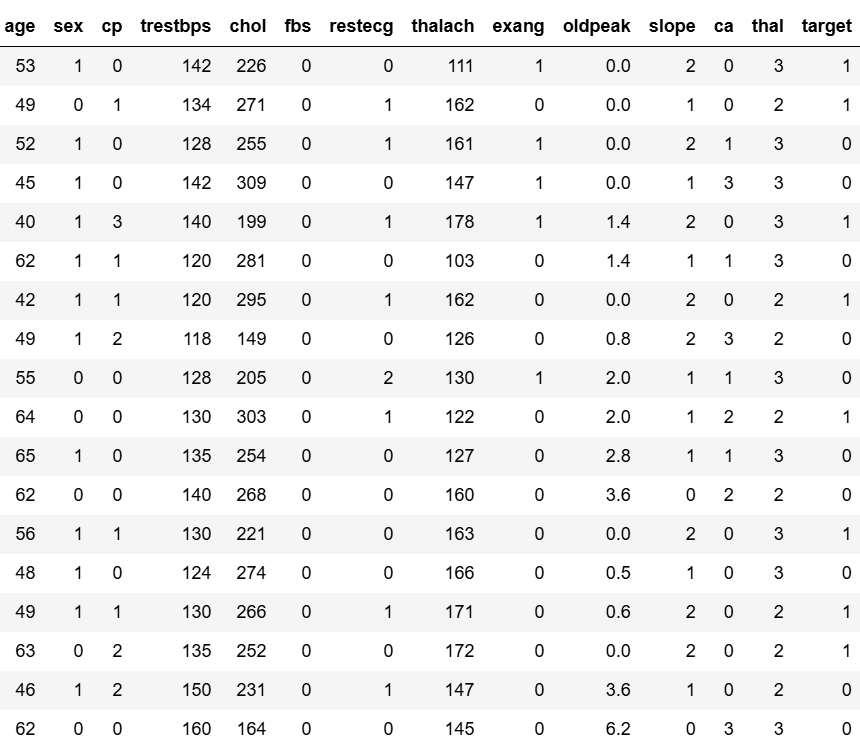 age sex cp trestbps chol fbs restecg thalach exang oldpeak slope ca thal target
53 1 0 142 226 0 0 111 1 0.0 2 0 3 1
49 0 1 134 271 0 1 162 0 0.0 1 0 2 1
52 1 0 128 255 0 1 161 1 0.0 2 1 3 0
45 1 0 142 309 0 0 147 1 0.0 1 3 3 0
40 1 3 140 199 0 1 178 1 1.4 2 0 3 1
62 1 1 120 281 0 0 103 0 1.4 1 1 3 0
42 1 1 120 295 0 1 162 0 0.0 2 0 2 1
49 1 2 118 149 0 0 126 0 0.8 2 3 2 0
55 0 0 128 205 0 2 130 1 2.0 1 1 3 0
64 0 0 130 303 0 1 122 0 2.0 1 2 2 1
65 1 0 135 254 0 0 127 0 2.8 1 1 3 0
62 0 0 140 268 0 0 160 0 3.6 0 2 2 0
56 1 1 130 221 0 0 163 0 0.0 2 0 3 1
48 1 0 124 274 0 0 166 0 0.5 1 0 3 0
49 1 1 130 266 0 1 171 0 0.6 2 0 2 1
63 0 2 135 252 0 0 172 0 0.0 2 0 2 1
46 1 2 150 231 0 1 147 0 3.6 1 0 2 0
62 0 0 160 164 0 0 145 0 6.2 0 3 3 0